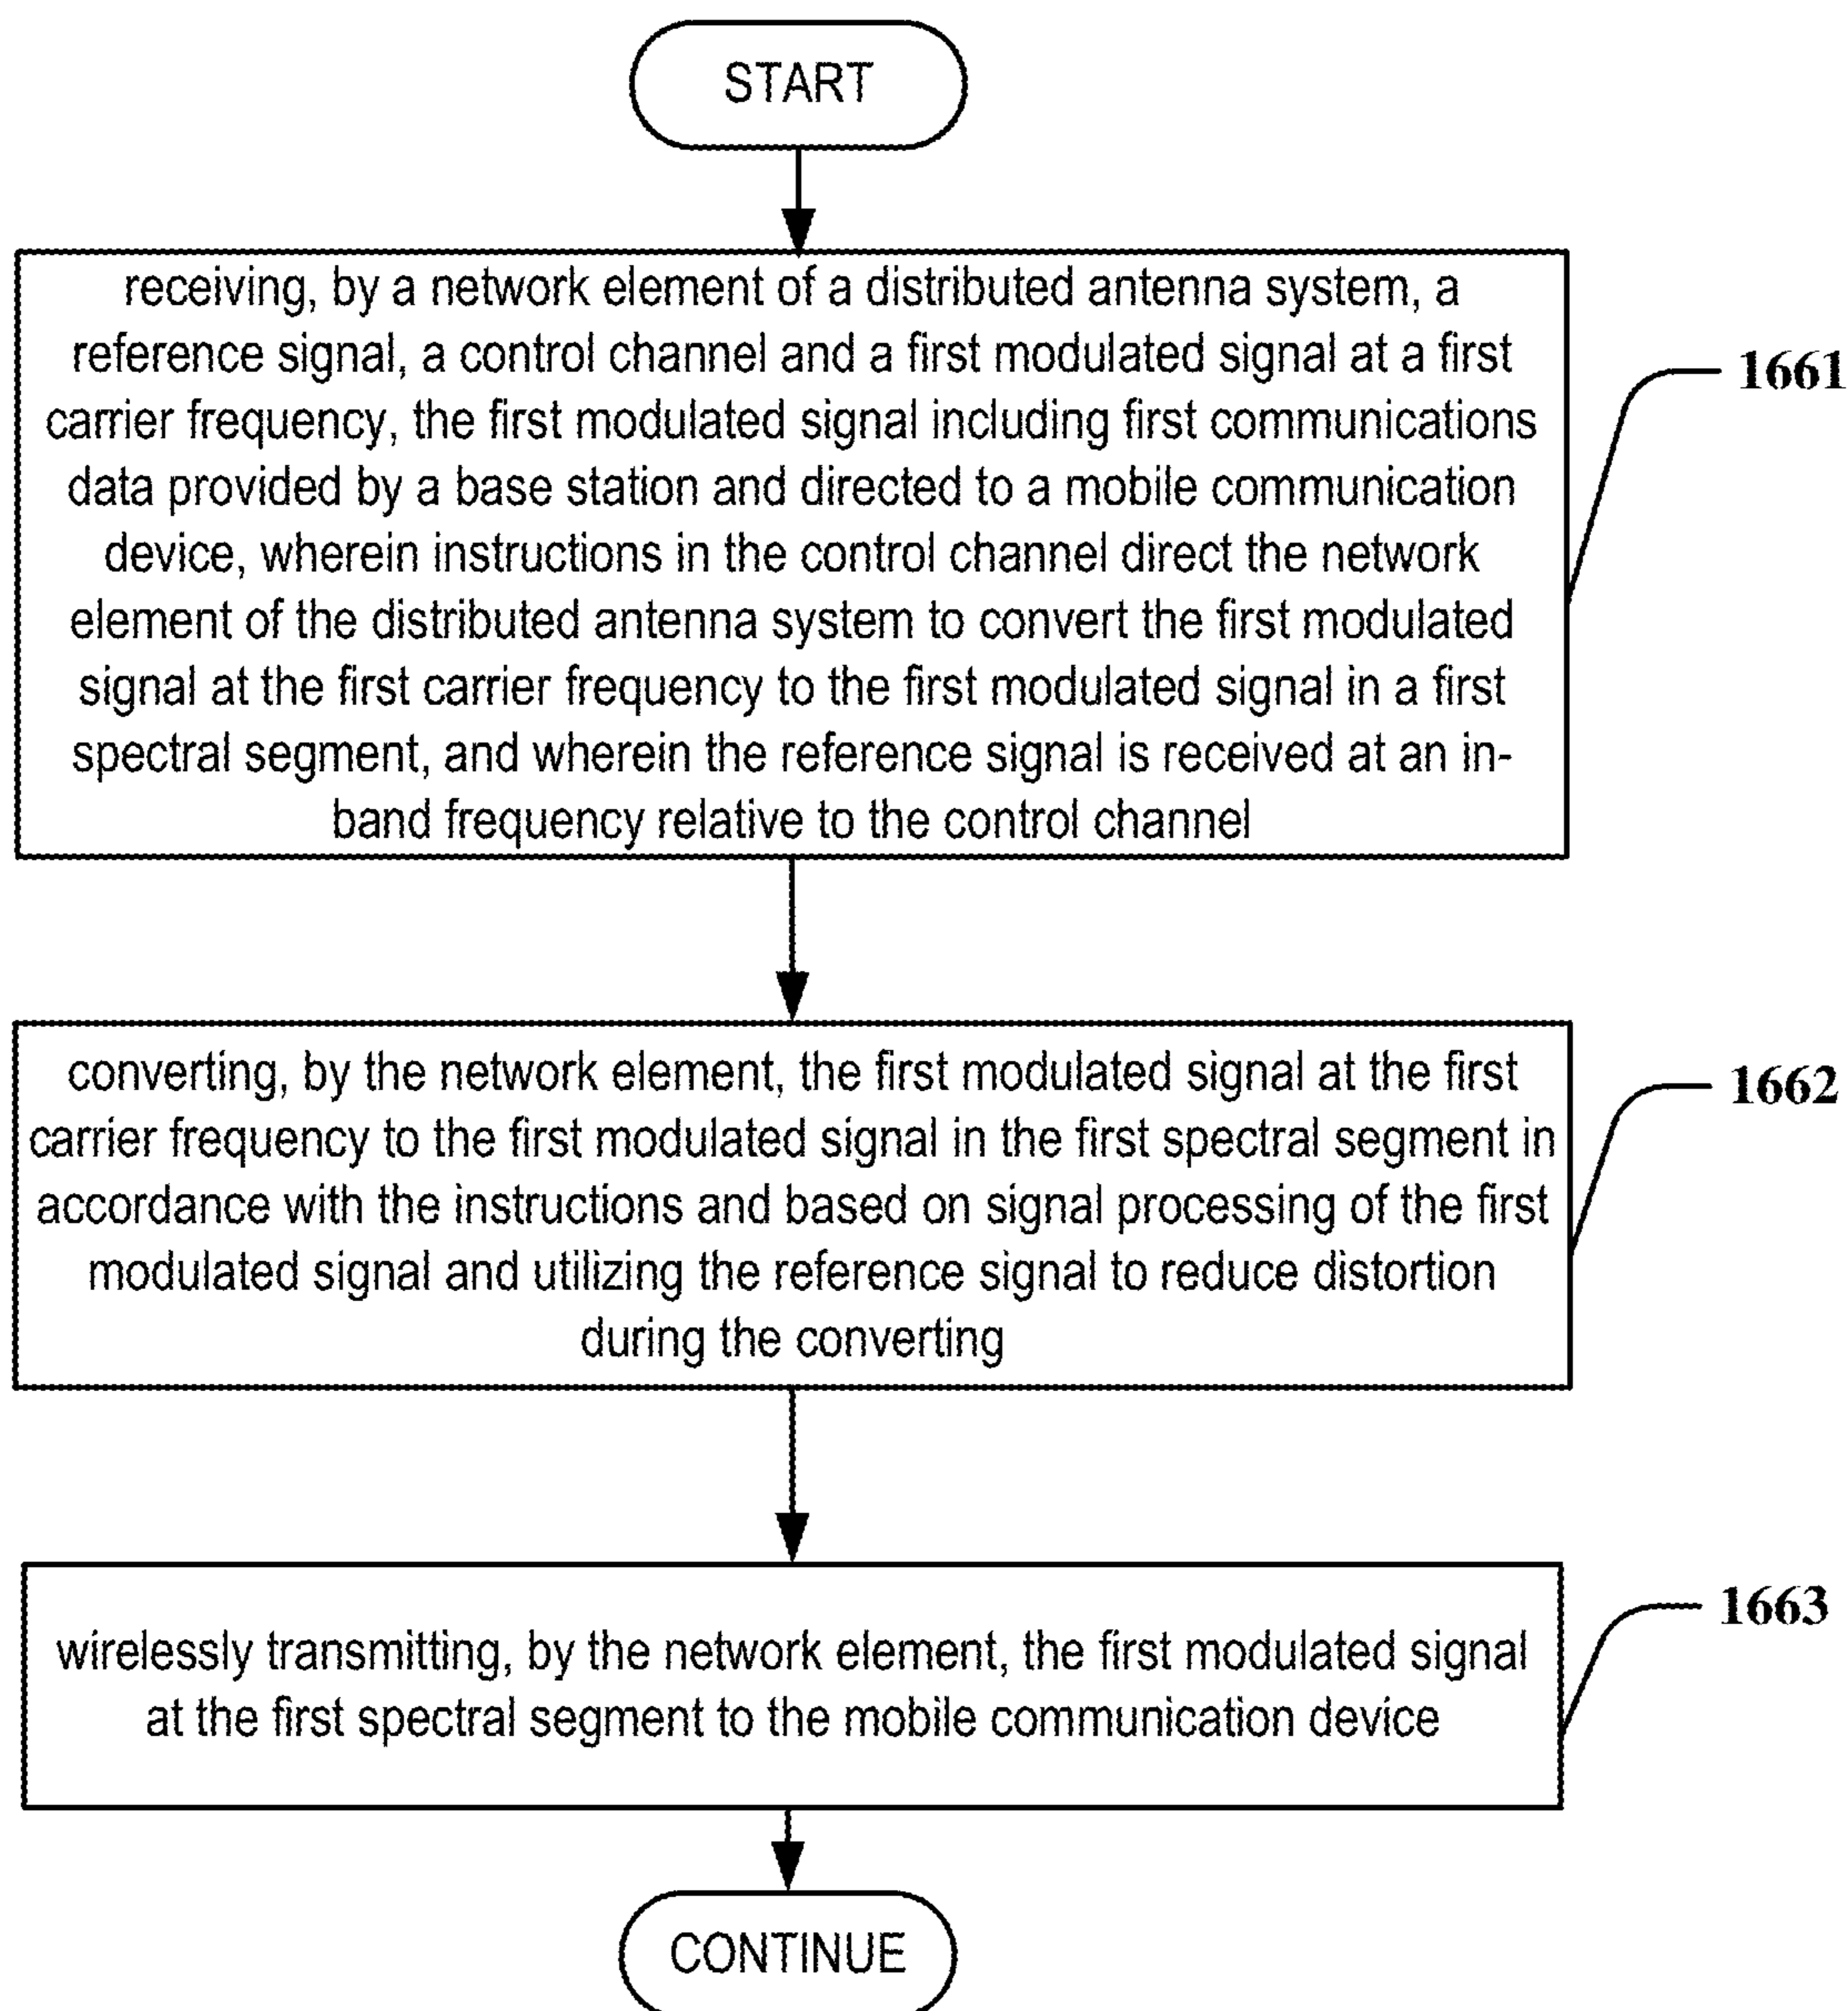 START
receiving, by a network element of a distributed antenna system, a
reference signal, a control channel and a first modulated signal at a first
carrier frequency, the first modulated signal including first communications
data provided by a base station and directed to a mobile communication
device, wherein instructions in the control channel direct the network
element of the distributed antenna system to convert the first modulated
signal at the first carrier frequency to the first modulated signal in a first
spectral segment, and wherein the reference signal is received at an in-
band frequency relative to the control channel
1661
converting, by the network element, the first modulated signal at the first
carrier frequency to the first modulated signal in the first spectral segment in
accordance with the instructions and based on signal processing of the first
modulated signal and utilizing the reference signal to reduce distortion
during the converting
1662
wirelessly transmitting, by the network element, the first modulated signal
at the first spectral segment to the mobile communication device
1663
CONTINUE